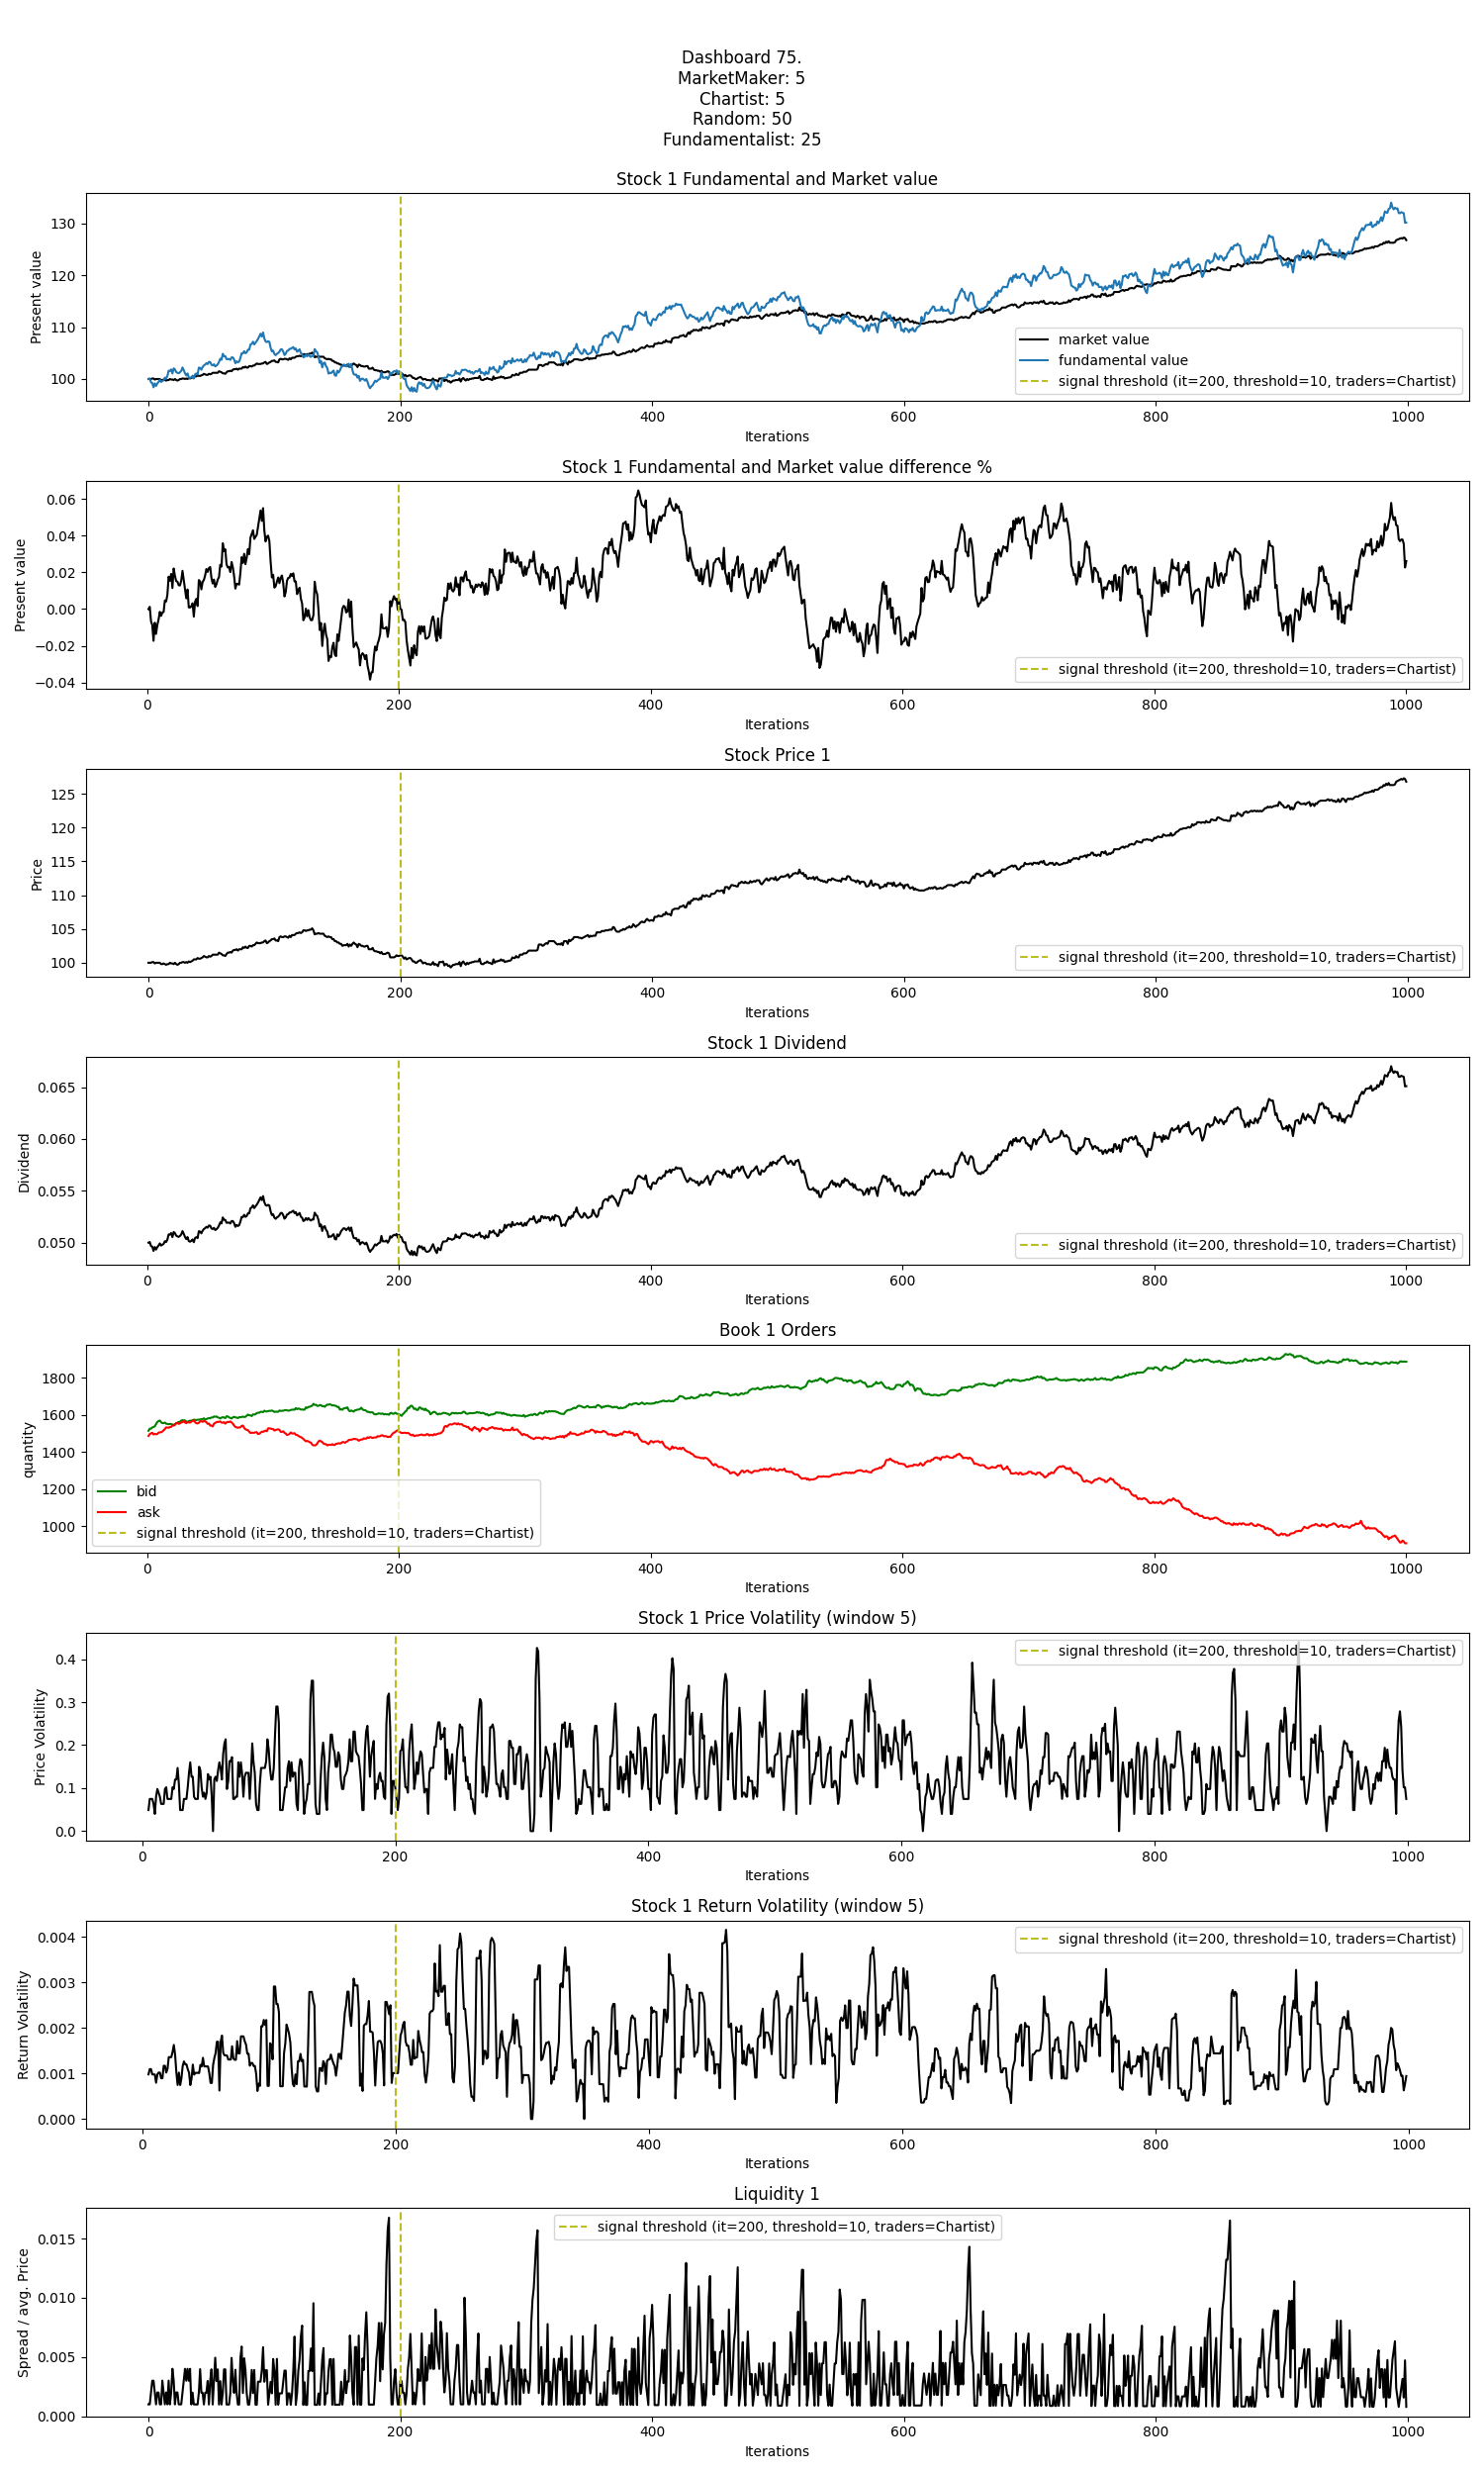 Dashboard 75.
MarketMaker: 5
Chartist: 5
Random: 50
Fundamentalist: 25
Stock 1 Fundamental and Market value
Present value
130
120
110
100
market value
fundamental value
signal threshold (it=200, threshold=10, traders=Chartist)
0 200 400 600 800 1000
Iterations
Stock 1 Fundamental and Market value difference %
Present value
0.06
0.04
0.02
0.00
−0.02
−0.04
signal threshold (it=200, threshold=10, traders=Chartist)
0 200 400 600 800 1000
Iterations
Stock Price 1
Price
125
120
115
110
105
100
signal threshold (it=200, threshold=10, traders=Chartist)
0 200 400 600 800 1000
Iterations
Stock 1 Dividend
Dividend
0.065
0.060
0.055
0.050
signal threshold (it=200, threshold=10, traders=Chartist)
0 200 400 600 800 1000
Iterations
Book 1 Orders
quantity
1800
1600
1400
1200
1000
bid
ask
signal threshold (it=200, threshold=10, traders=Chartist)
0 200 400 600 800 1000
Iterations
Stock 1 Price Volatility (window 5)
Price Volatility
0.4
0.3
0.2
0.1
0.0
signal threshold (it=200, threshold=10, traders=Chartist)
0 200 400 600 800 1000
Iterations
Stock 1 Return Volatility (window 5)
Return Volatility
0.004
0.003
0.002
0.001
0.000
signal threshold (it=200, threshold=10, traders=Chartist)
0 200 400 600 800 1000
Iterations
Liquidity 1
Spread / avg. Price
0.015
0.010
0.005
0.000
signal threshold (it=200, threshold=10, traders=Chartist)
0 200 400 600 800 1000
Iterations